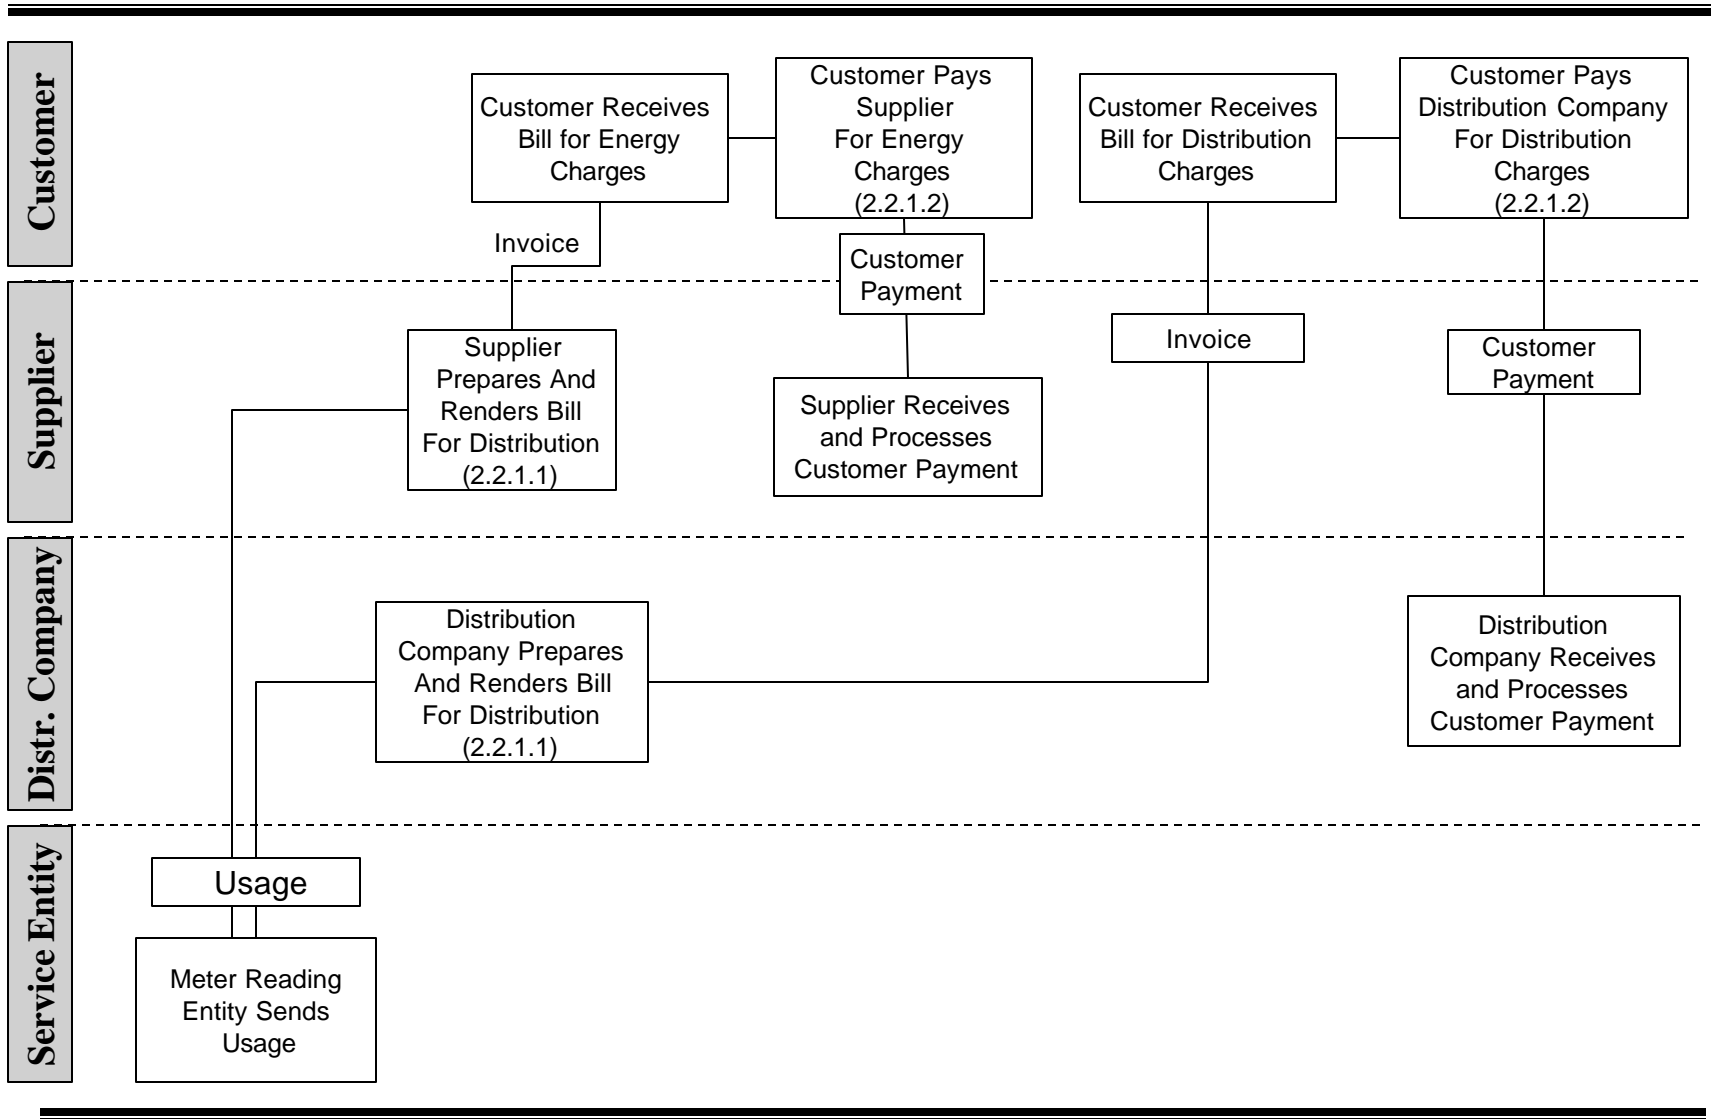 Customer
Customer Receives
Bill for Energy
Charges
Customer Pays
Supplier
For Energy
Charges
(2.2.1.2)
Customer Receives
Bill for Distribution
Charges
Customer Pays
Distribution Company
For Distribution
Charges
(2.2.1.2)
Invoice
Customer
Payment
Supplier
Supplier
Prepares And
Renders Bill
For Distribution
(2.2.1.1)
Supplier Receives
and Processes
Customer Payment
Invoice
Customer
Payment
Distr. Company
Distribution
Company Prepares
And Renders Bill
For Distribution
(2.2.1.1)
Distribution
Company Receives
and Processes
Customer Payment
Service Entity
Usage
Meter Reading
Entity Sends
Usage